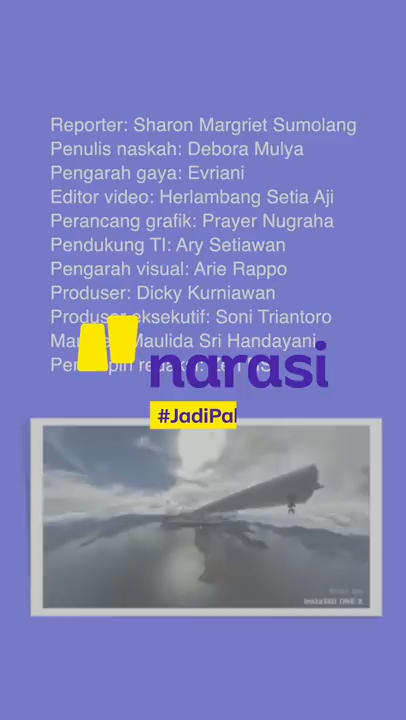 Reporter: Sharon Margriet Sumolang
Penulis naskah: Debora Mulya
Pengarah gaya: Evriani
Editor video: Herlambang Setia Aji
Perancang grafik: Prayer Nugraha
Pendukung TI: Ary Setiawan
Pengarah visual: Arie Rappo
Produser: Dicky Kurniawan
Produser eksekutif: Soni Triantoro
Maulida Sri Handayani
narasi
#JadiPal
Insta360 ONE X